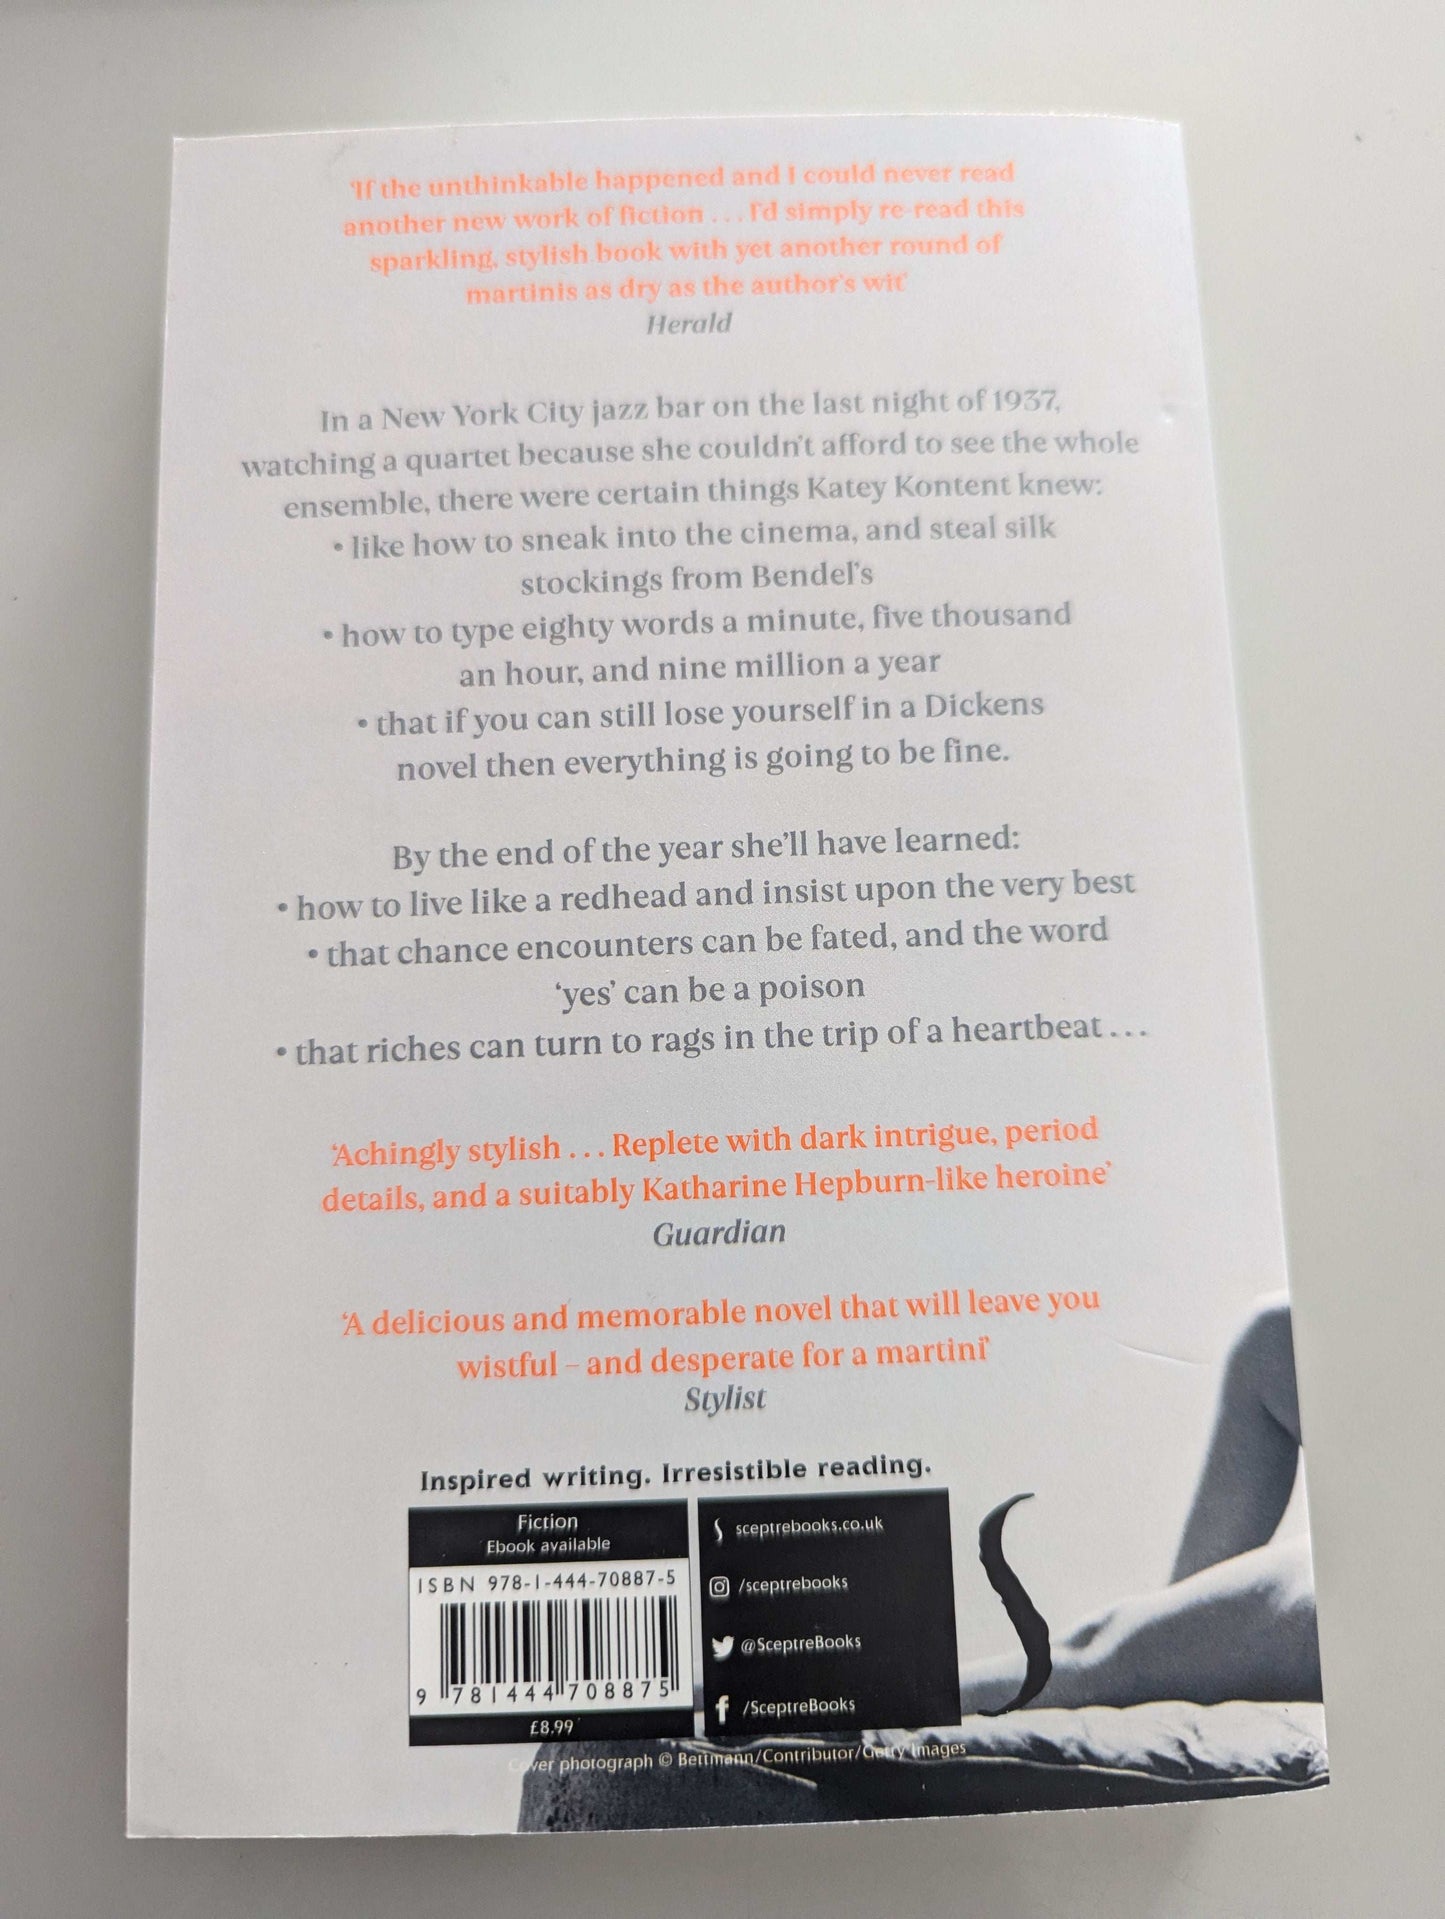 'If the unthinkable happened and I could never read
another new work of fiction . . . I'd simply re-read this
sparkling, stylish book with yet another round of
martinis as dry as the author's wit'
Herald
In a New York City jazz bar on the last night of 1937,
watching a quartet because she couldn't afford to see the whole
ensemble, there were certain things Katey Kontent knew:
• like how to sneak into the cinema, and steal silk
stockings from Bendel's
• how to type eighty words a minute, five thousand
an hour, and nine million a year
• that if you can still lose yourself in a Dickens
novel then everything is going to be fine.
By the end of the year she'll have learned:
• how to live like a redhead and insist upon the very best
• that chance encounters can be fated, and the word
'yes' can be a poison
• that riches can turn to rags in the trip of a heartbeat . . .
'Achingly stylish . . . Replete with dark intrigue, period
details, and a suitably Katharine Hepburn-like heroine'
Guardian
'A delicious and memorable novel that will leave you
wistful – and desperate for a martini'
Stylist
Inspired writing. Irresistible reading.
Fiction
Ebook available
ISBN 978-1-444-70887-5
9 781444 708875
£8.99
sceptrebooks.co.uk
/sceptrebooks
@SceptreBooks
/SceptreBooks
Cover photograph © Bettmann/Contributor/Getty Images